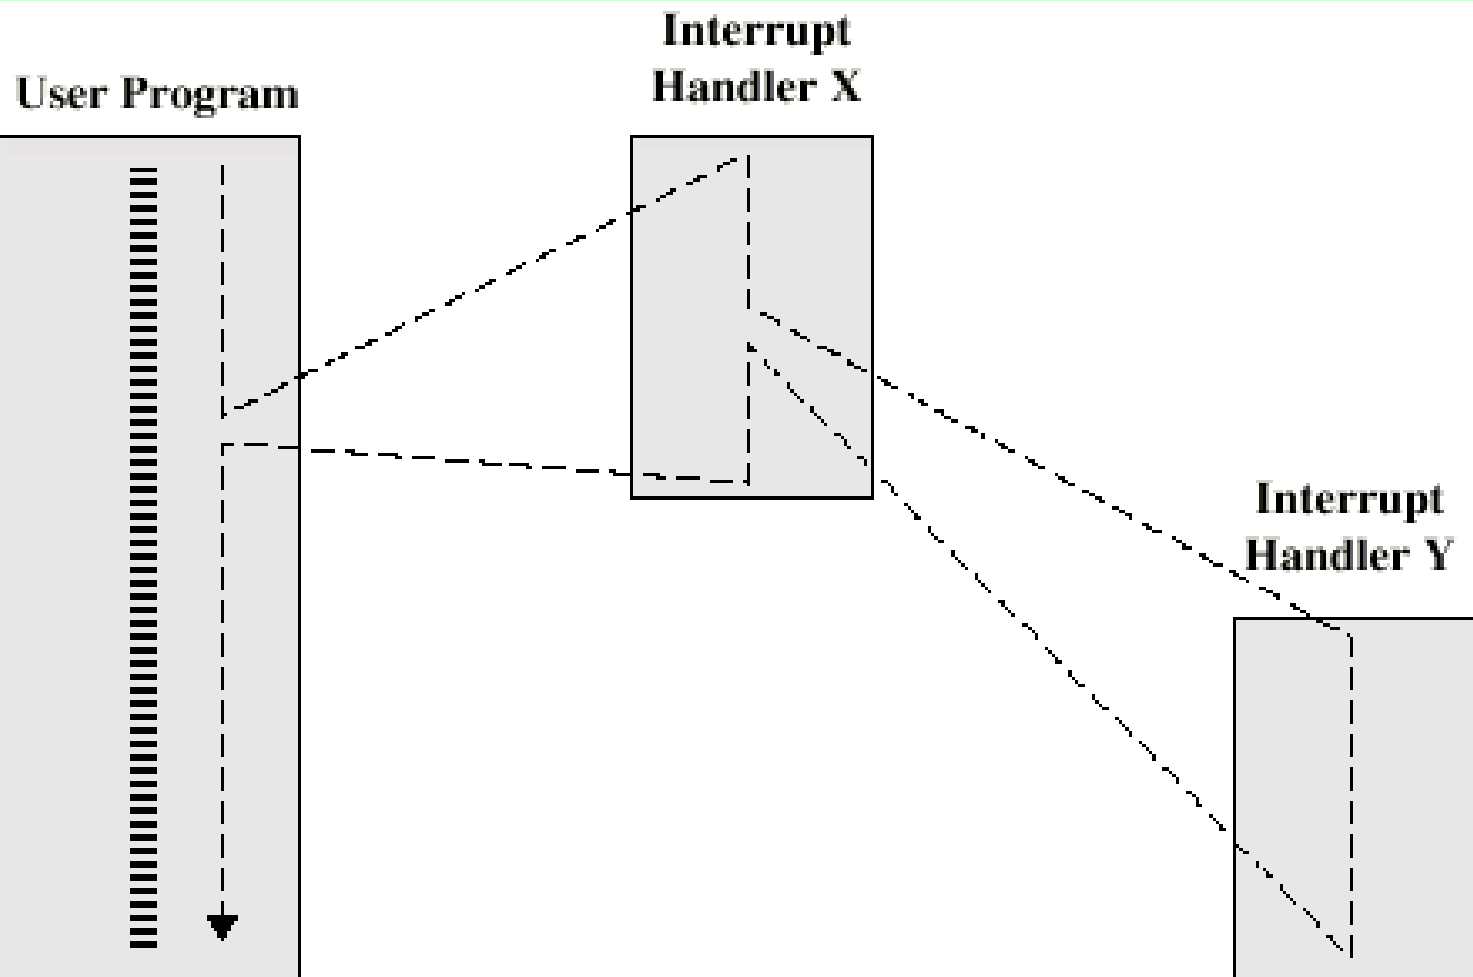 User Program
Interrupt
Handler X
Interrupt
Handler Y